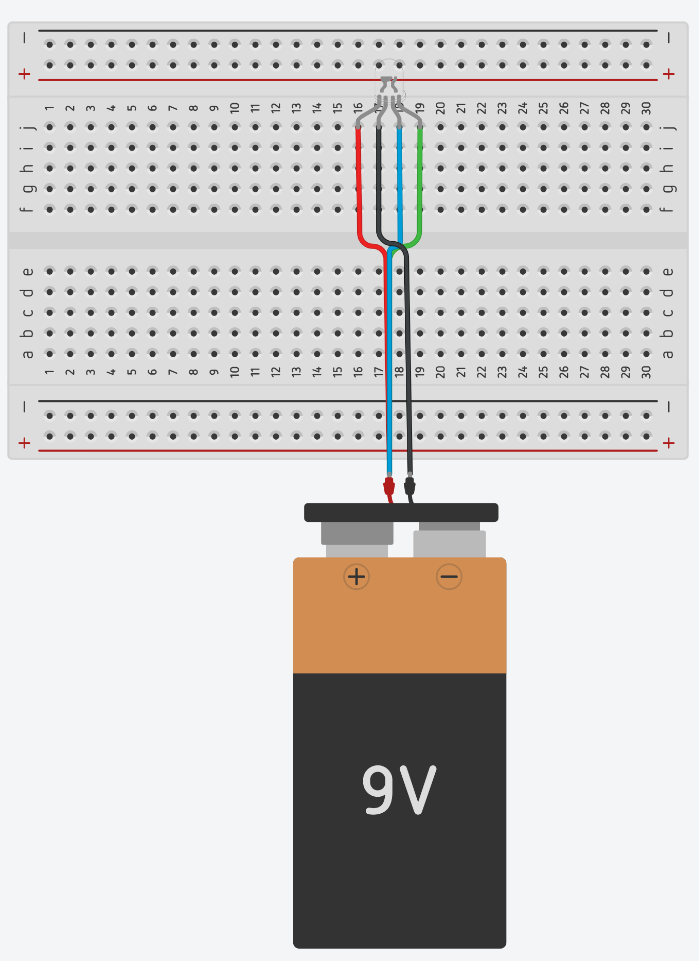 − −
+ +
1 2 3 4 5 6 7 8 9 10 11 12 13 14 15 16 17 18 19 20 21 22 23 24 25 26 27 28 29 30
j j
i i
h h
g g
f f
e e
d d
c c
b b
a a
1 2 3 4 5 6 7 8 9 10 11 12 13 14 15 16 17 18 19 20 21 22 23 24 25 26 27 28 29 30
− −
+ +
+ −
9V